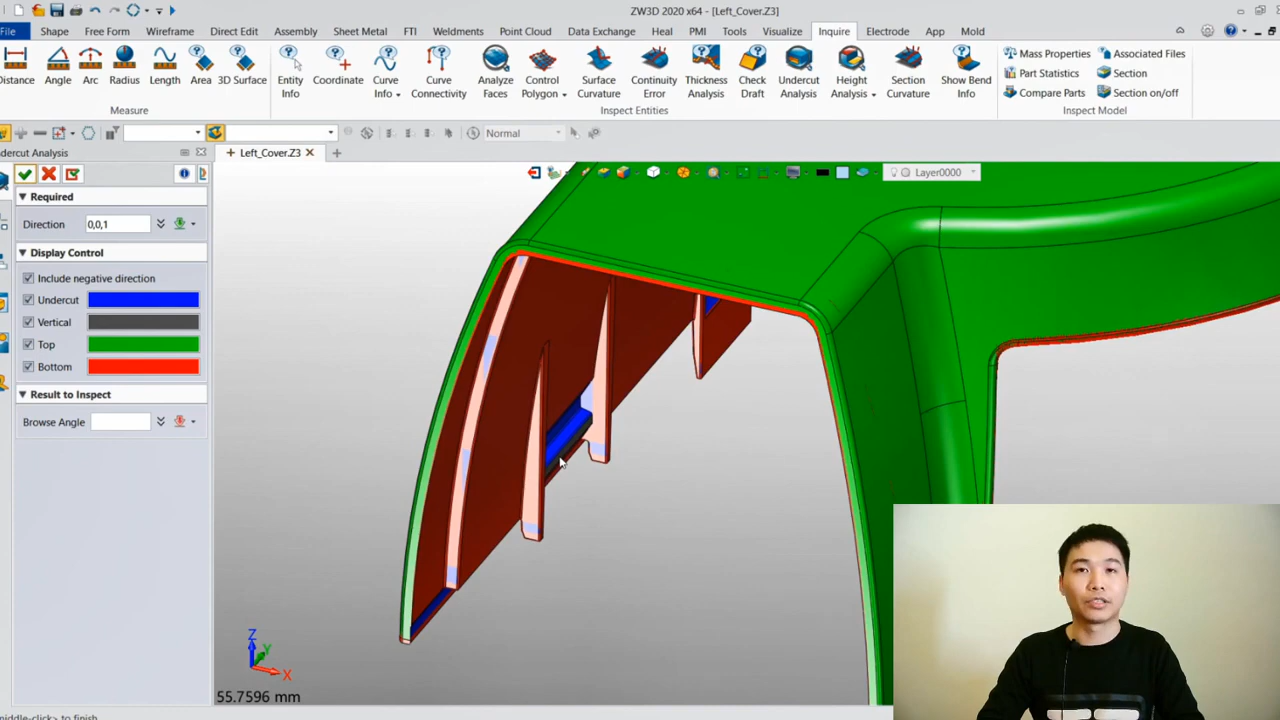 ZW3D 2020 x64 - [Left_Cover.Z3]
File Shape Free Form Wireframe Direct Edit Assembly Sheet Metal FTI Weldments Point Cloud Data Exchange Heal PMI Tools Visualize Inquire Electrode App Mold
Distance Angle Arc Radius Length Area 3D Surface
Measure
Entity Info Coordinate Curve Info Curve Connectivity Analyze Faces Control Polygon Surface Curvature Continuity Error Thickness Analysis Check Draft Undercut Analysis Height Analysis Section Curvature Show Bend Info
Inspect Entities
Mass Properties Associated Files
Part Statistics Section
Compare Parts Section on/off
Inspect Model
Normal
Undercut Analysis
Left_Cover.Z3
Layer0000
Required
Direction 0,0,1
Display Control
Include negative direction
Undercut
Vertical
Top
Bottom
Result to Inspect
Browse Angle
Z
Y
X
55.7596 mm
middle-click> to finish